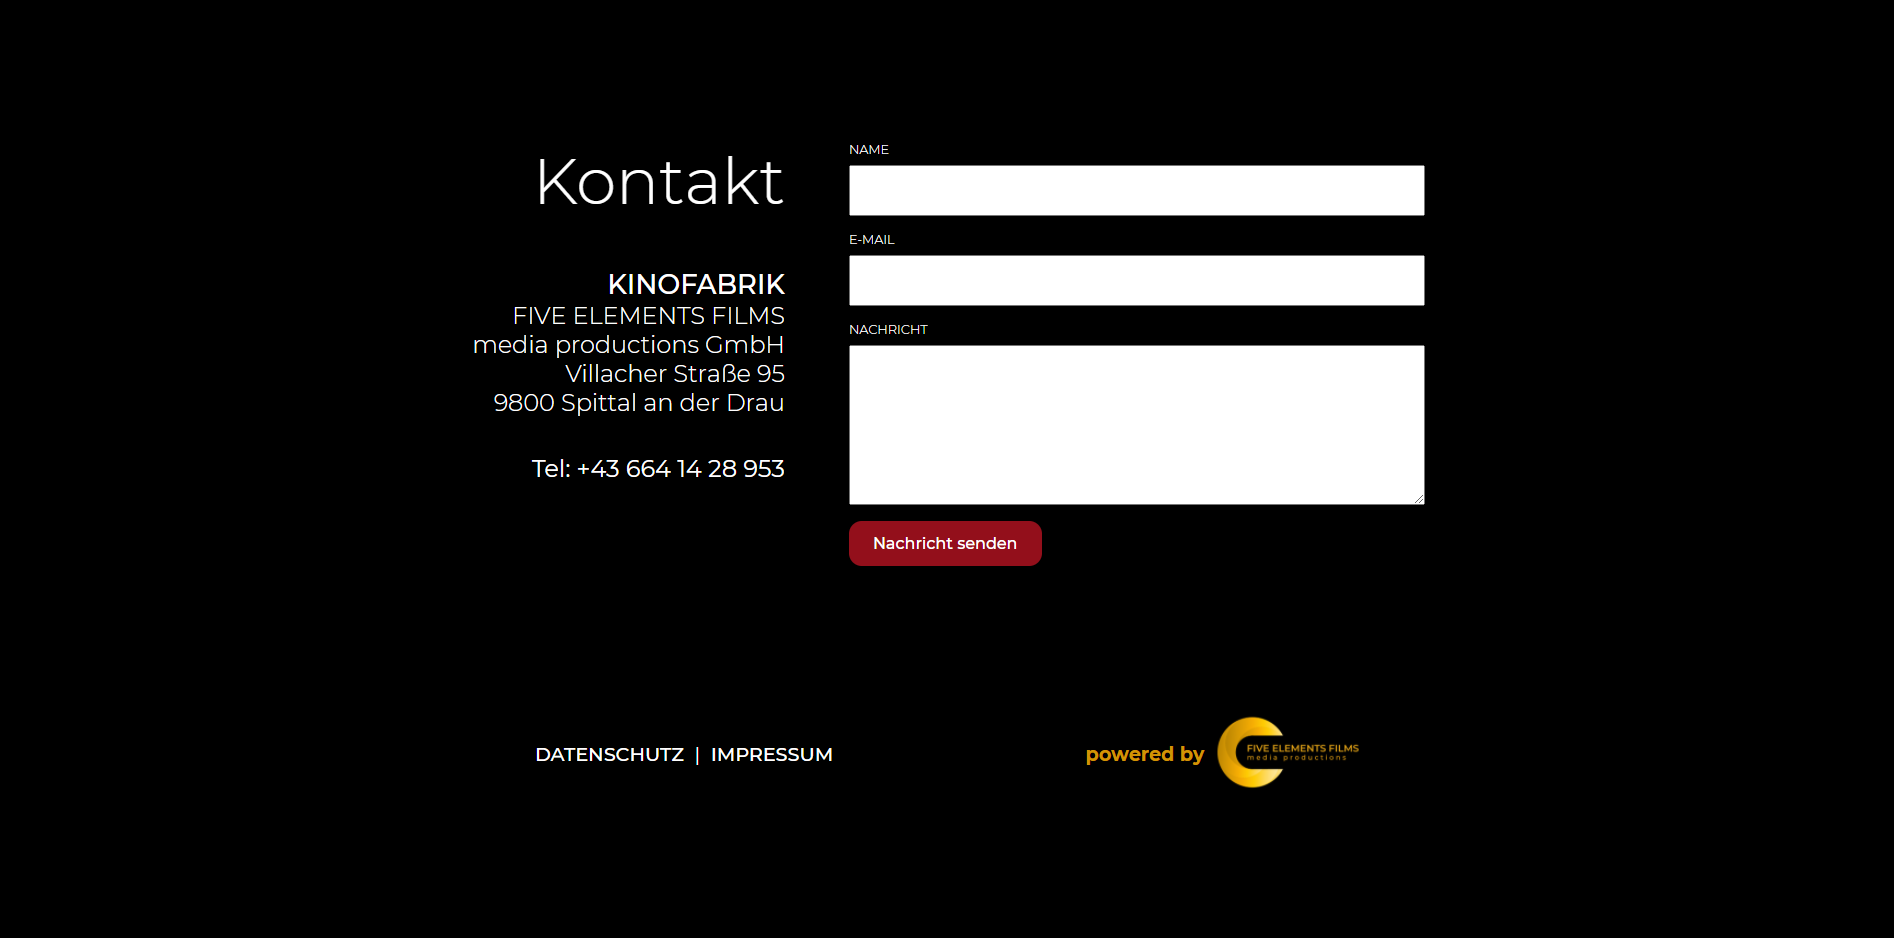 Kontakt
KINOFABRIK
FIVE ELEMENTS FILMS
media productions GmbH
Villacher Straße 95
9800 Spittal an der Drau
Tel: +43 664 14 28 953
NAME
E-MAIL
NACHRICHT
Nachricht senden
DATENSCHUTZ | IMPRESSUM
powered by
FIVE ELEMENTS FILMS
media productions